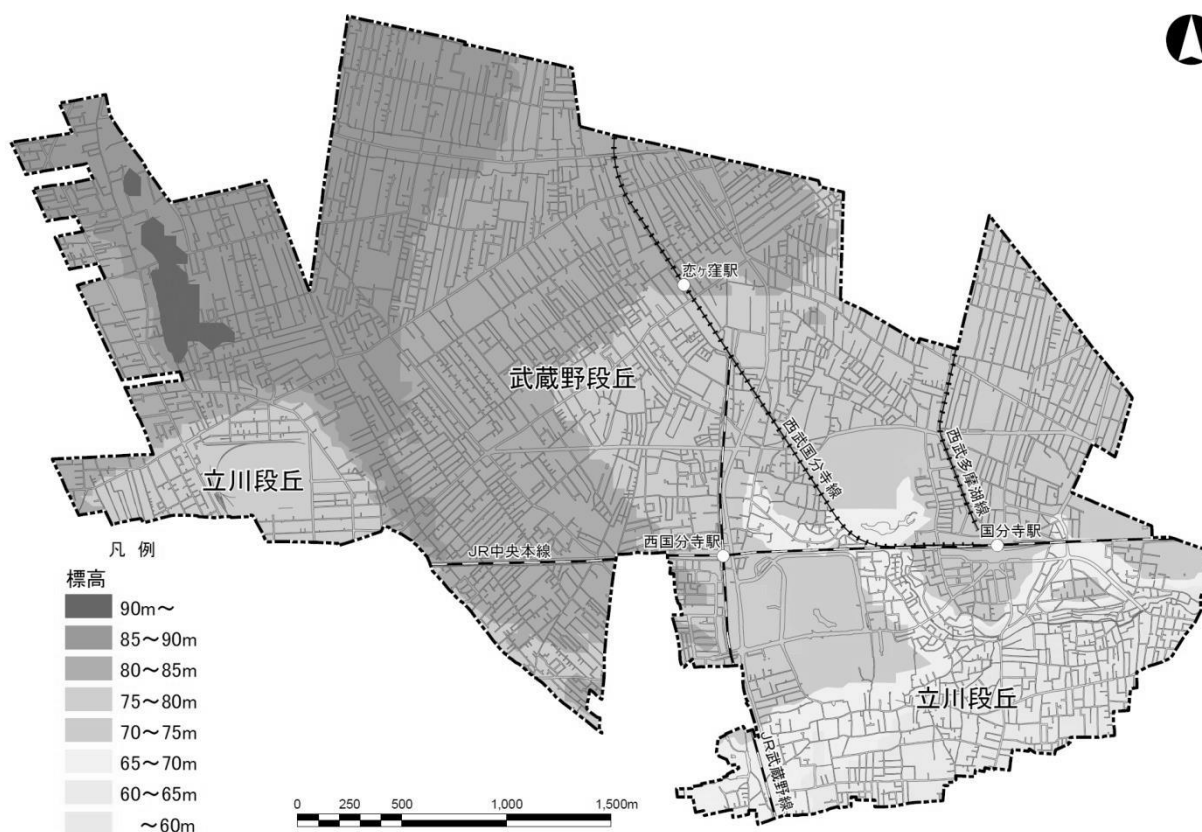 恋ヶ窪駅
武蔵野段丘
西武国分寺線
西武多摩湖線
立川段丘
国分寺駅
西国分寺駅
JR中央本線
凡 例
標高
90m～
85～90m
80～85m
75～80m
70～75m
65～70m
60～65m
～60m
立川段丘
JR武蔵野線
0 250 500 1,000 1,500m